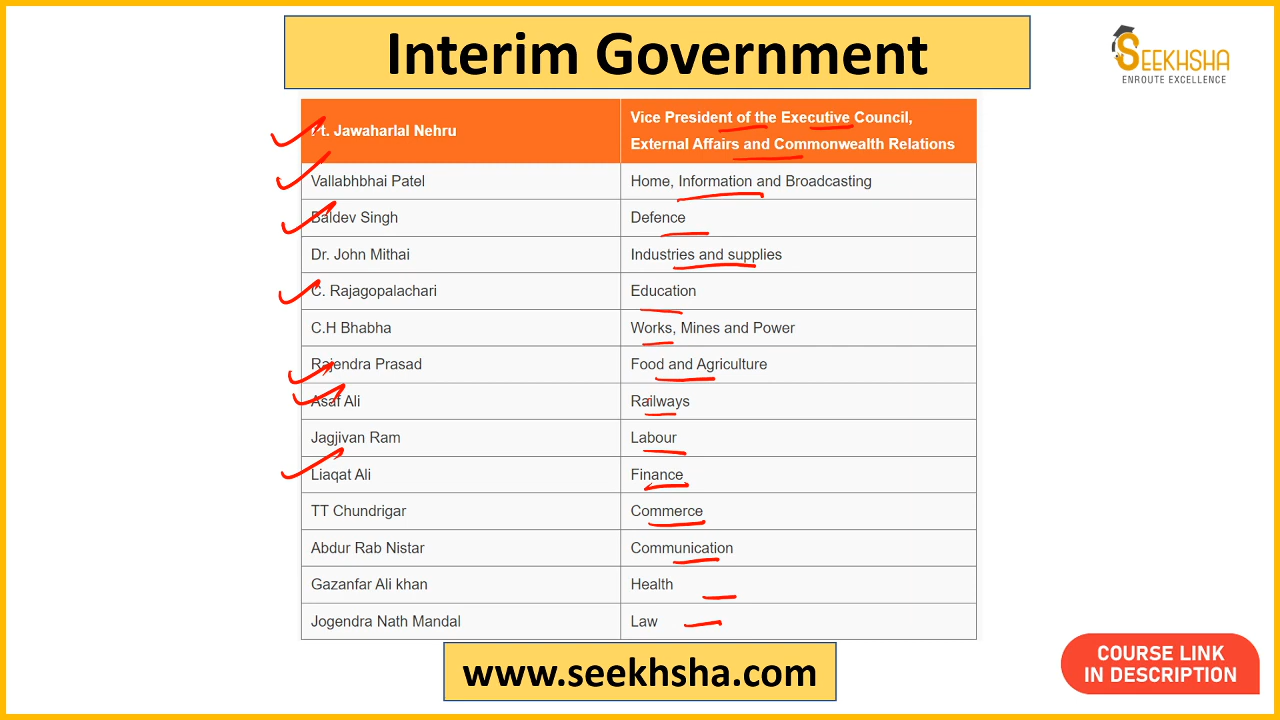 Interim Government
SEEKHSHA
ENROUTE EXCELLENCE
Pt. Jawaharlal Nehru
Vice President of the Executive Council,
External Affairs and Commonwealth Relations
Vallabhbhai Patel
Home, Information and Broadcasting
Baldev Singh
Defence
Dr. John Mithai
Industries and supplies
C. Rajagopalachari
Education
C.H Bhabha
Works, Mines and Power
Rajendra Prasad
Food and Agriculture
Asaf Ali
Railways
Jagjivan Ram
Labour
Liaqat Ali
Finance
TT Chundrigar
Commerce
Abdur Rab Nistar
Communication
Gazanfar Ali khan
Health
Jogendra Nath Mandal
Law
www.seekhsha.com
COURSE LINK
IN DESCRIPTION